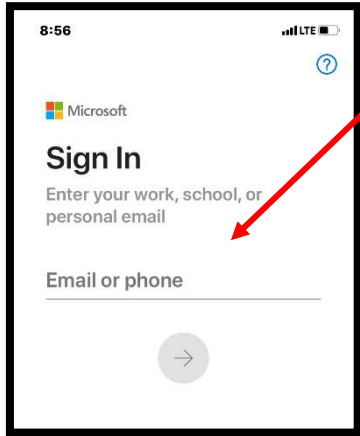 8:56 LTE
?
Microsoft
Sign In
Enter your work, school, or
personal email
Email or phone